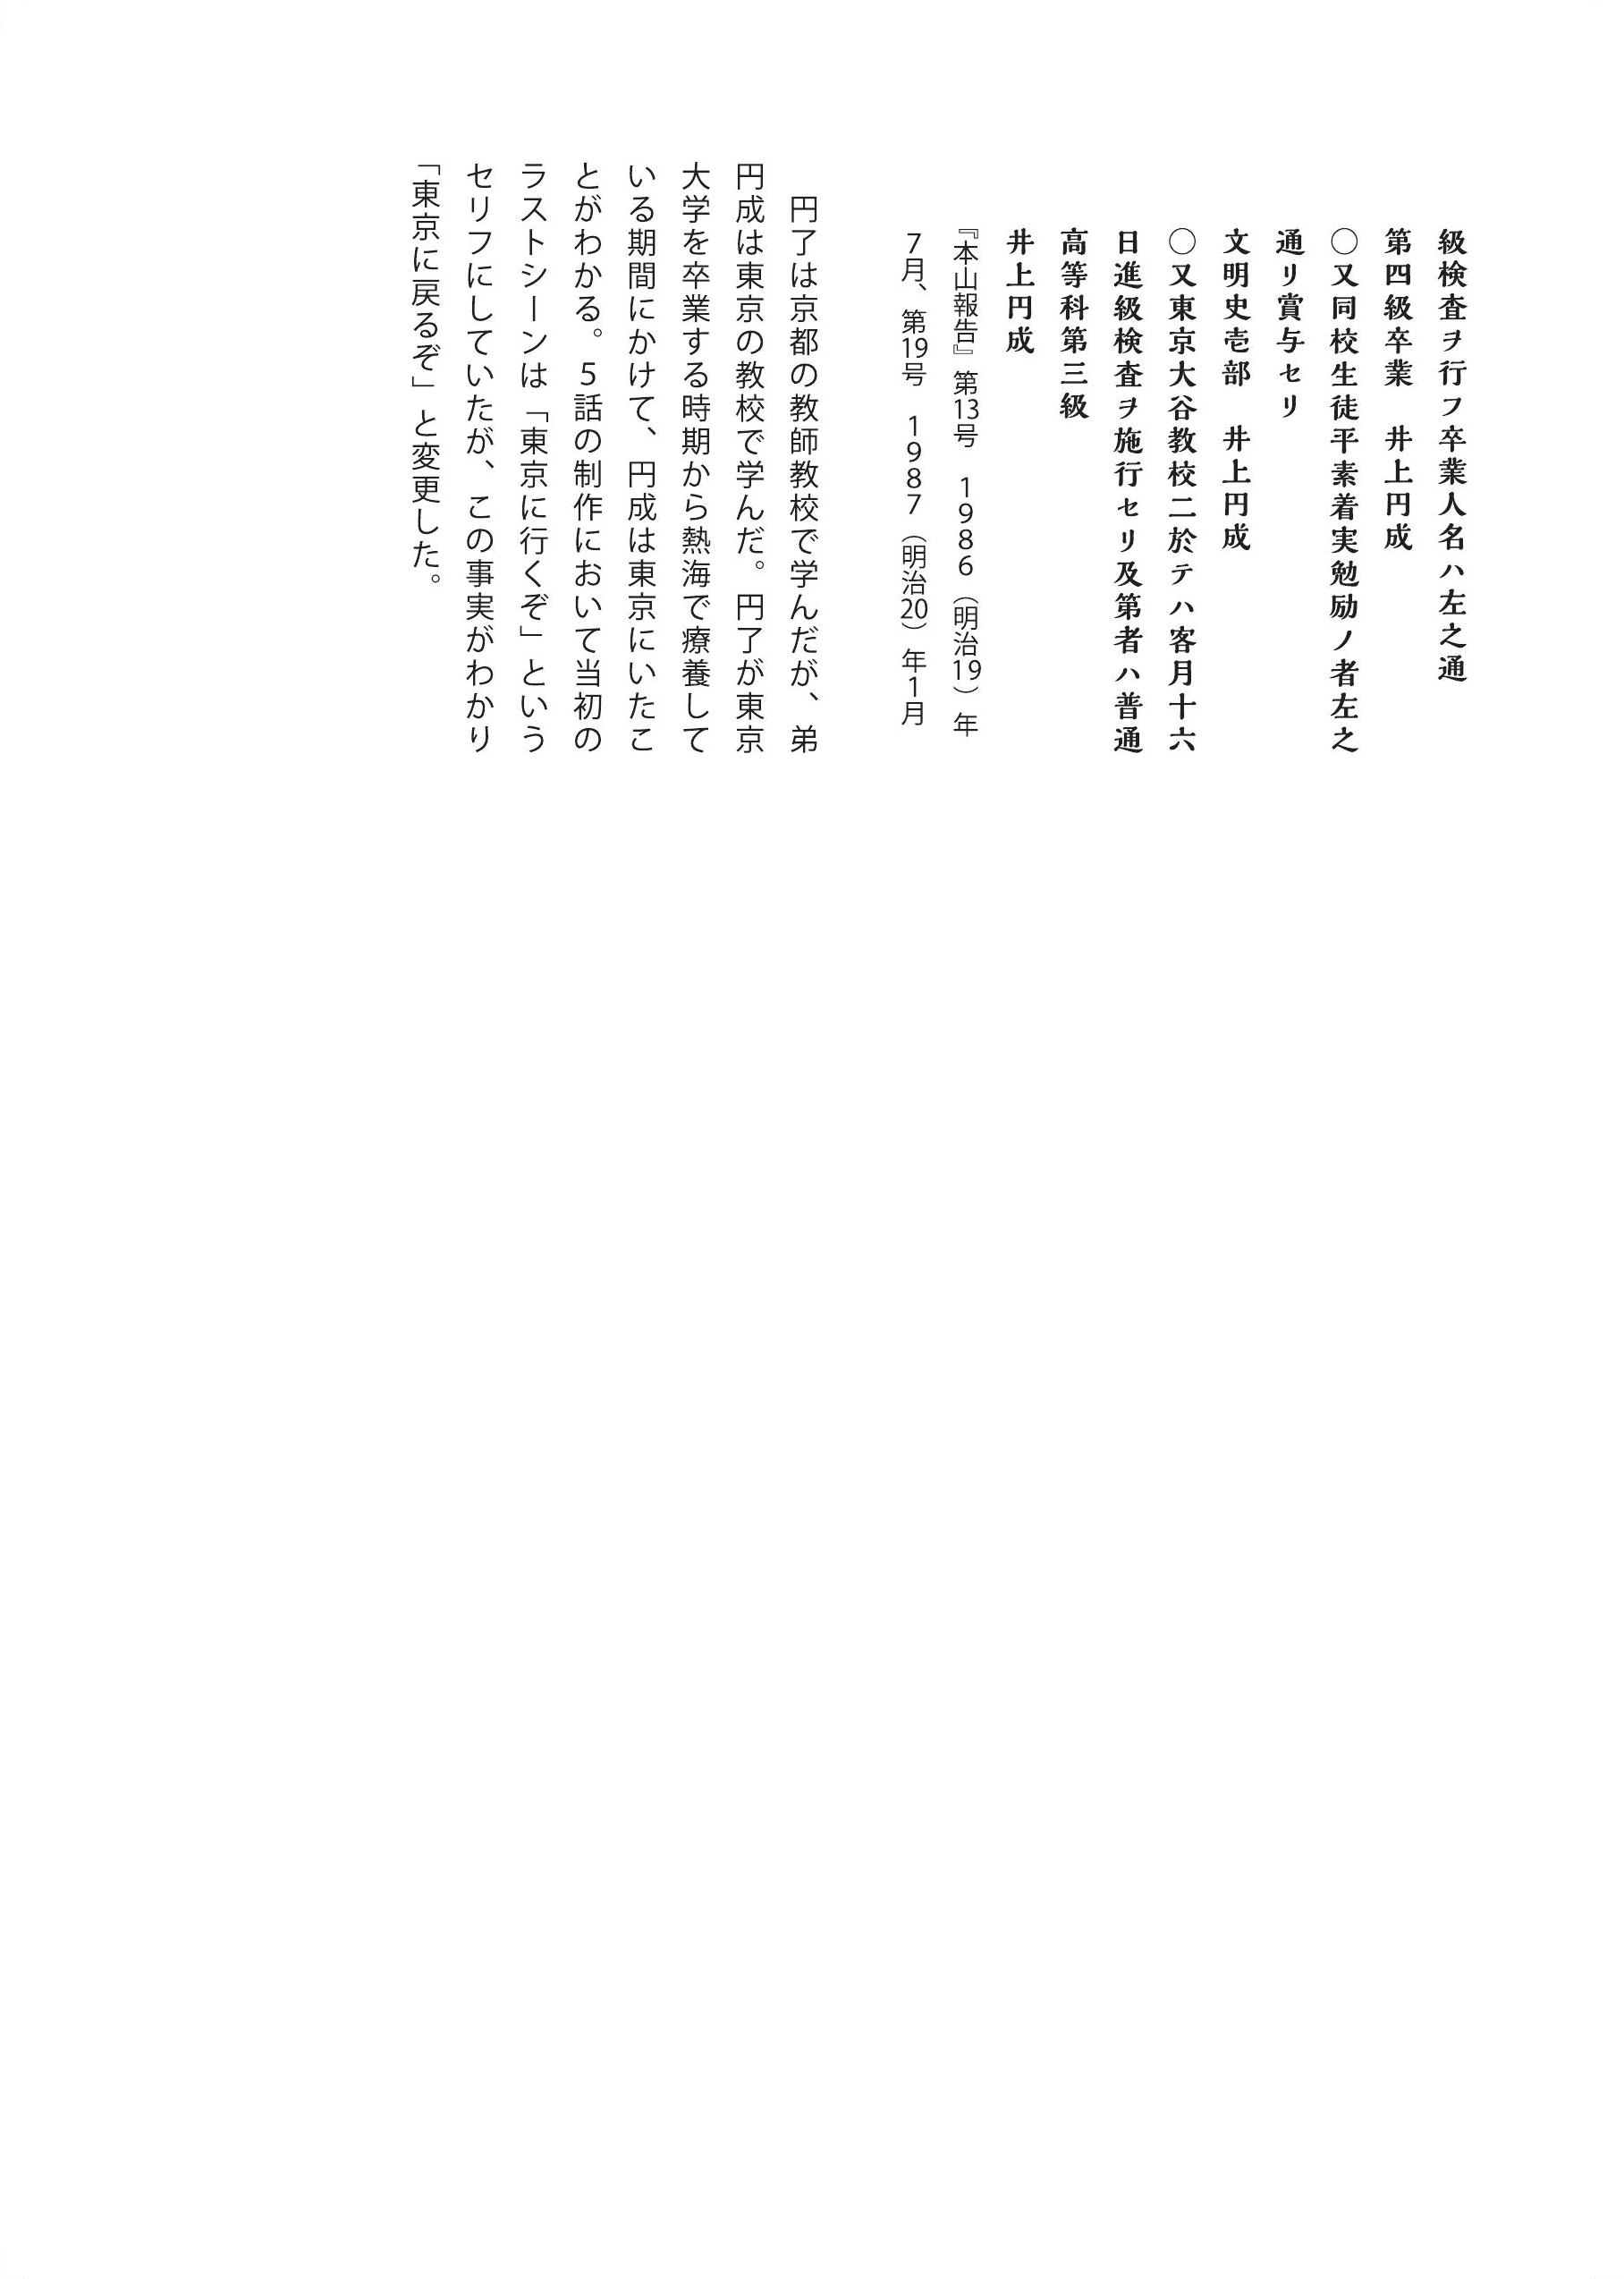 級検査ヲ行フ卒業人名ハ左之通
第四級卒業　井上円成
〇又同校生徒平素着実勉励ノ者左之
通リ賞与セリ
文明史壱部　井上円成
〇又東京大谷教校二於テハ客月十六
日進級検査ヲ施行セリ及第者ハ普通
高等科第三級
井上円成
『本山報告』第13号　1986（明治19）年
7月、第19号　1987（明治20）年1月
　円了は京都の教師教校で学んだが、弟
円成は東京の教校で学んだ。円了が東京
大学を卒業する時期から熱海で療養して
いる期間にかけて、円成は東京にいたこ
とがわかる。5話の制作において当初の
ラストシーンは「東京に行くぞ」という
セリフにしていたが、この事実がわかり
「東京に戻るぞ」と変更した。